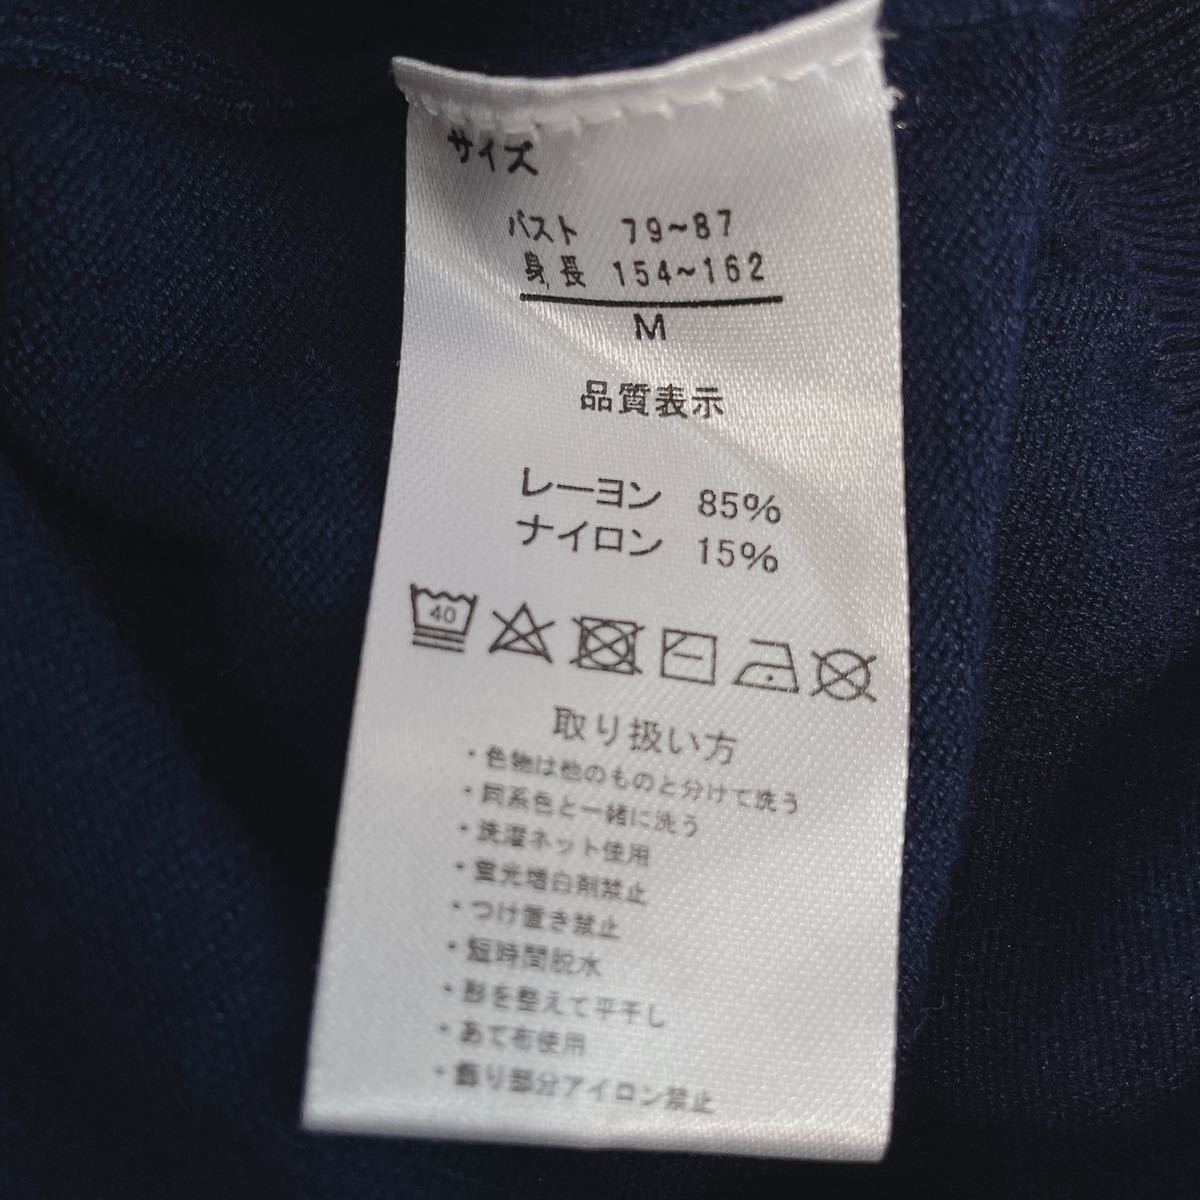 サイズ
バスト 79~87
身長 154~162
M
品質表示
レーヨン 85%
ナイロン 15%
40
取り扱い方
・色物は他のものと分けて洗う
・同系色と一緒に洗う
・洗濯ネット使用
・蛍光増白剤禁止
・つけ置き禁止
・短時間脱水
・形を整えて平干し
・あて布使用
・飾り部分アイロン禁止